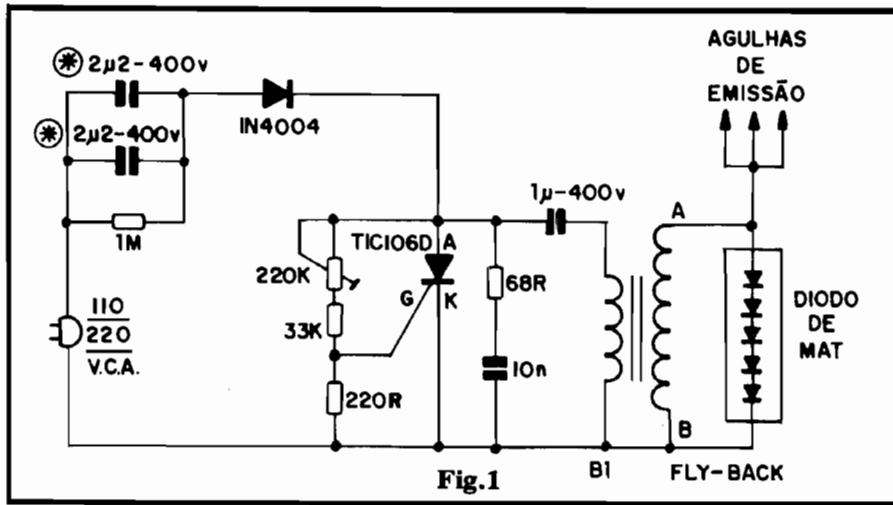 AGULHAS
DE
EMISSÃO
✱ 2µ2-400v
✱ 2µ2-400v
IN4004
1M
110
220
V.C.A.
1µ-400v
TIC106D A
220K
G K
68R
33K
10n
220R
A
DIODO
DE
MAT
B
B1
FLY-BACK
Fig.1